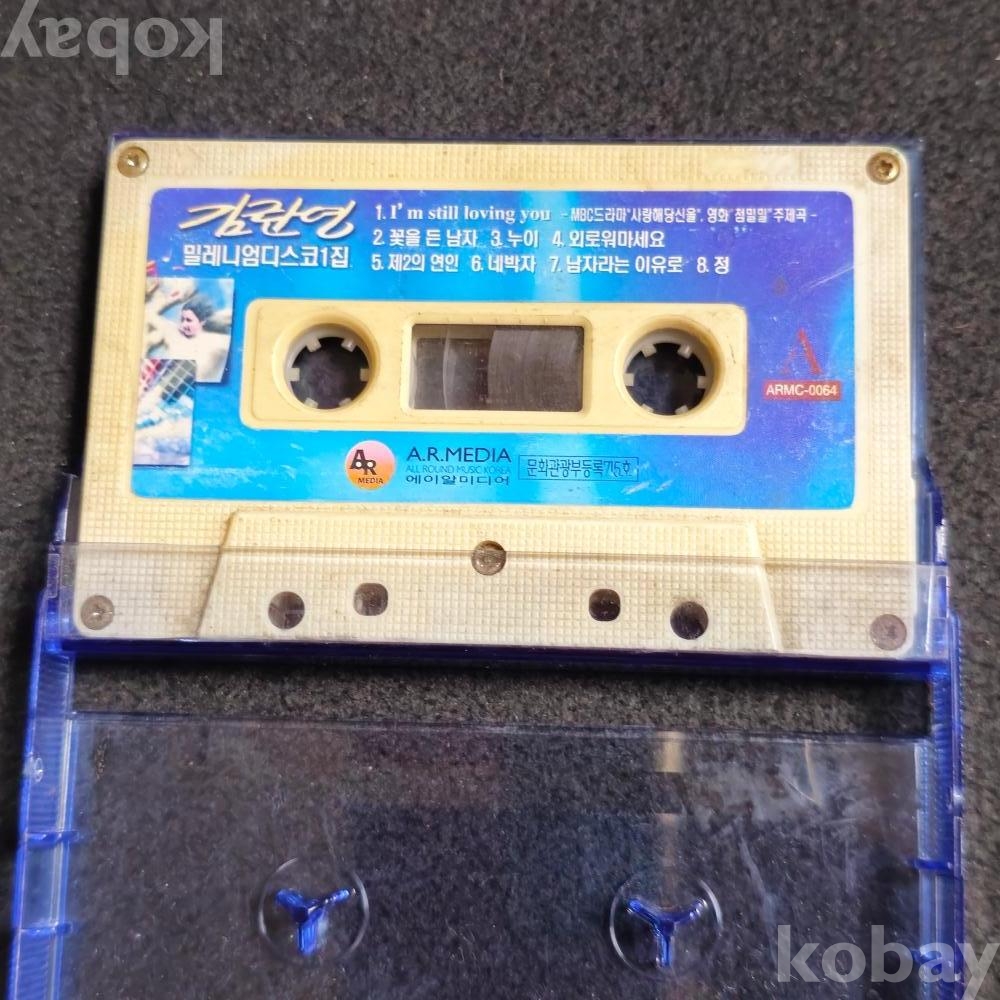 kobay
김란영
밀레니엄디스코1집
1. I'm still loving you - MBC드라마"사랑해당신을". 영화 첨밀밀"주제곡 -
2. 꽃을 든 남자 3. 누이 4. 외로워마세요
5. 제2의 연인 6. 네박자 7. 남자라는 이유로 8. 정
A
ARMC-0064
AR
MEDIA
A.R.MEDIA
ALL ROUND MUSIC KOREA
에이알미디어
문화관광부등록715호
kobay